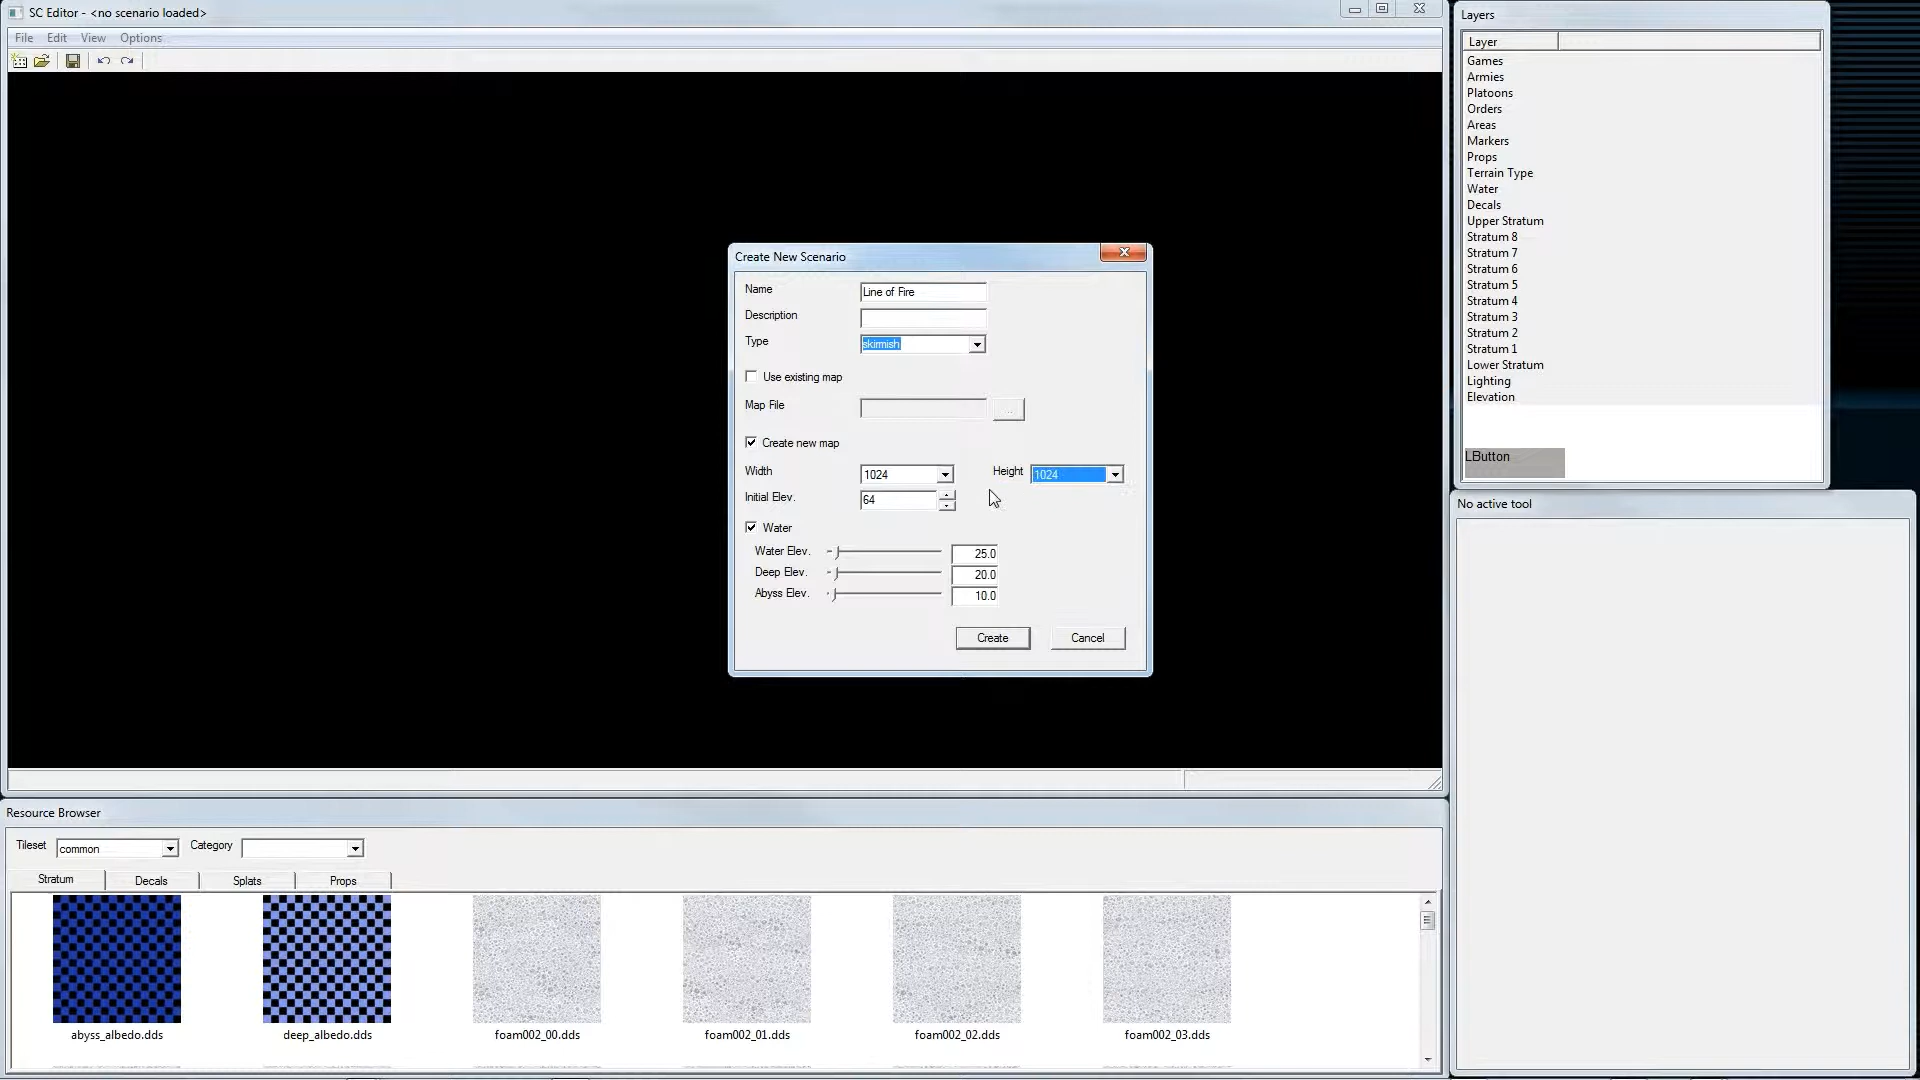 SC Editor - <no scenario loaded>
File Edit View Options
Create New Scenario
Name Line of Fire
Description
Type skirmish
Use existing map
Map File ...
Create new map
Width 1024 Height 1024
Initial Elev. 64
Water
Water Elev. 25.0
Deep Elev. 20.0
Abyss Elev. 10.0
Create Cancel
Layers
Layer
Games
Armies
Platoons
Orders
Areas
Markers
Props
Terrain Type
Water
Decals
Upper Stratum
Stratum 8
Stratum 7
Stratum 6
Stratum 5
Stratum 4
Stratum 3
Stratum 2
Stratum 1
Lower Stratum
Lighting
Elevation
LButton
No active tool
Resource Browser
Tileset common Category
Stratum Decals Splats Props
abyss_albedo.dds deep_albedo.dds foam002_00.dds foam002_01.dds foam002_02.dds foam002_03.dds